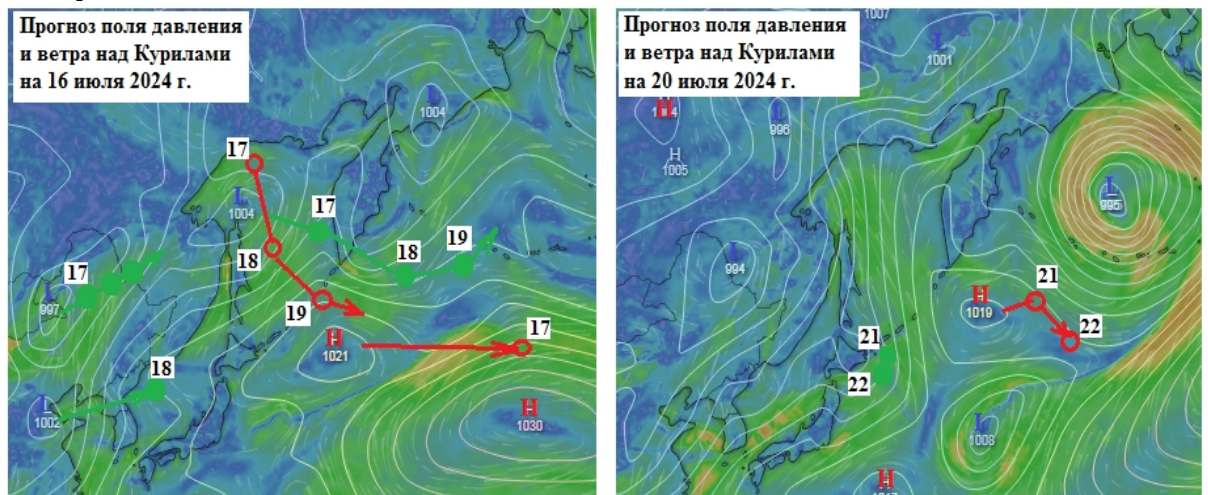 Прогноз поля давления
и ветра над Курилами
на 16 июля 2024 г.
L
1004
17
L
1004
17
18
18
19
17
L
997
19
H
1021
17
18
L
1002
H
1030
Прогноз поля давления
и ветра над Курилами
на 20 июля 2024 г.
1007
L
1001
H
L
996
H
1005
L
995
L
994
21
H
1019
22
21
22
L
1008
H